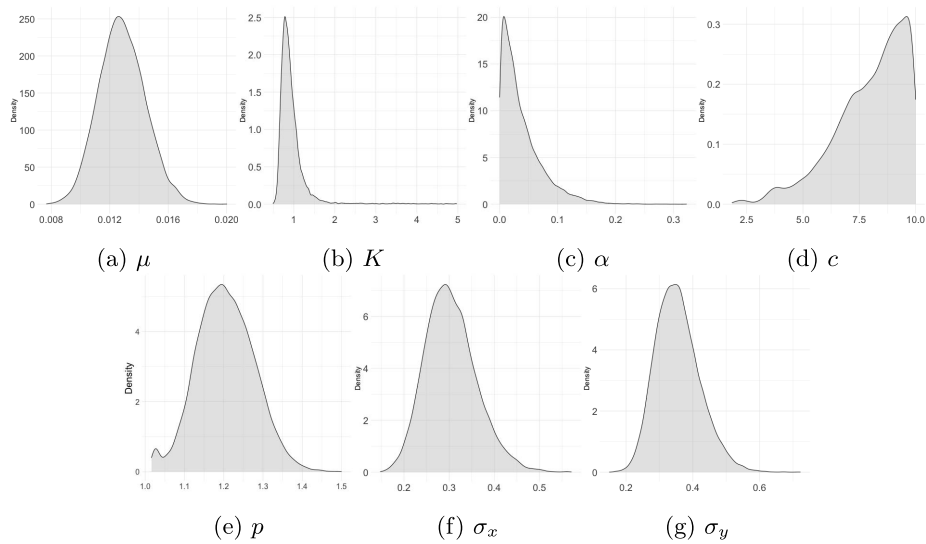 Density
250
200
150
100
50
0
0.008 0.012 0.016 0.020
(a) μ
Density
2.5
2.0
1.5
1.0
0.5
0.0
1 2 3 4 5
(b) K
Density
20
15
10
5
0
0.0 0.1 0.2 0.3
(c) α
Density
0.3
0.2
0.1
0.0
2.5 5.0 7.5 10.0
(d) c
Density
4
2
0
1.0 1.1 1.2 1.3 1.4 1.5
(e) p
Density
6
4
2
0
0.2 0.3 0.4 0.5
(f) σx
Density
6
4
2
0
0.2 0.4 0.6
(g) σy